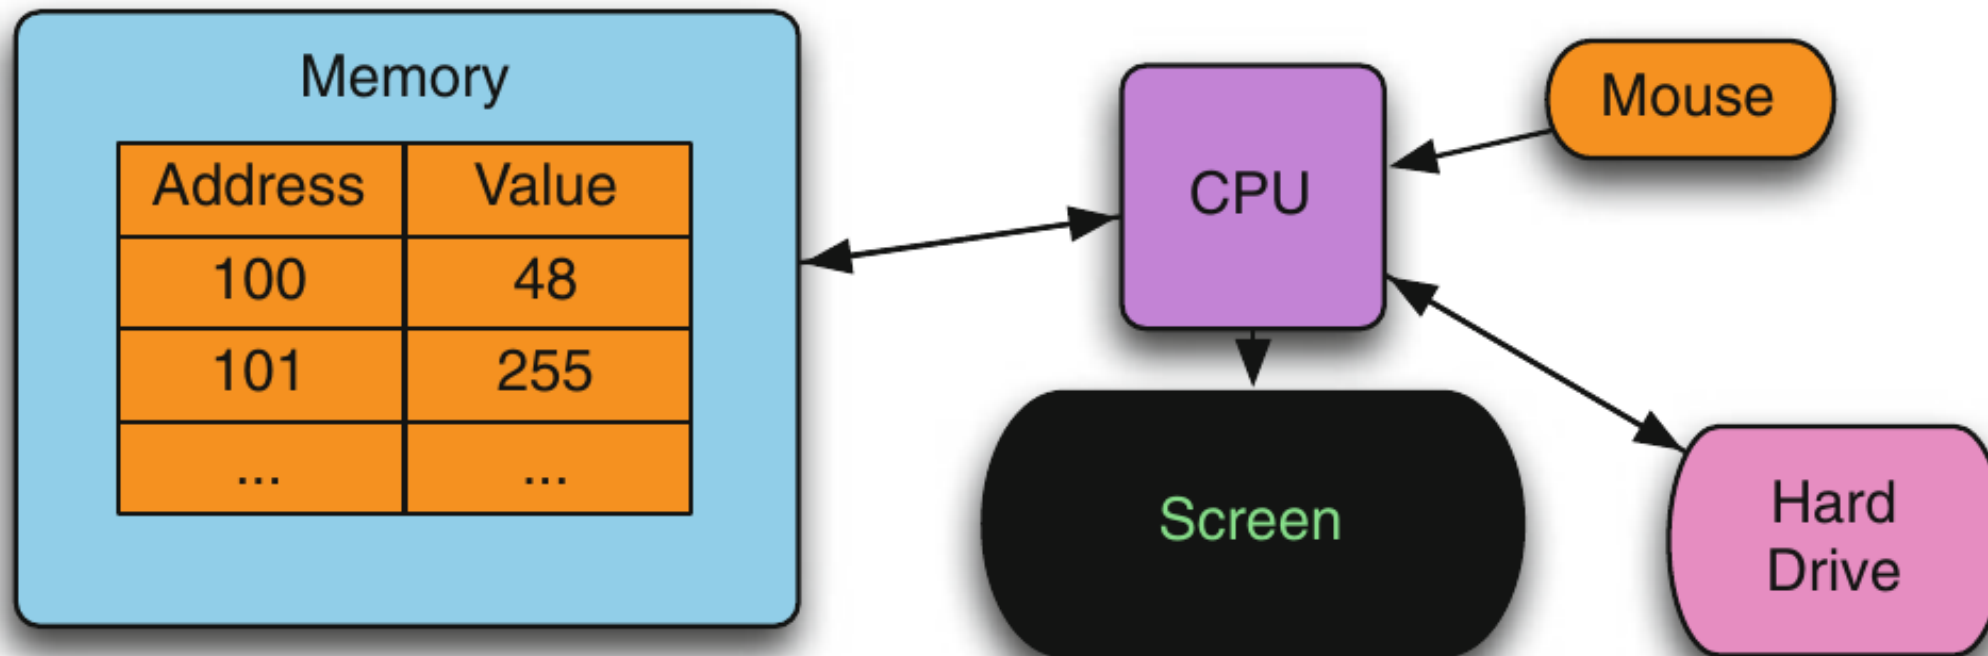 Memory
Address Value
100 48
101 255
... ...
CPU
Mouse
Screen
Hard
Drive